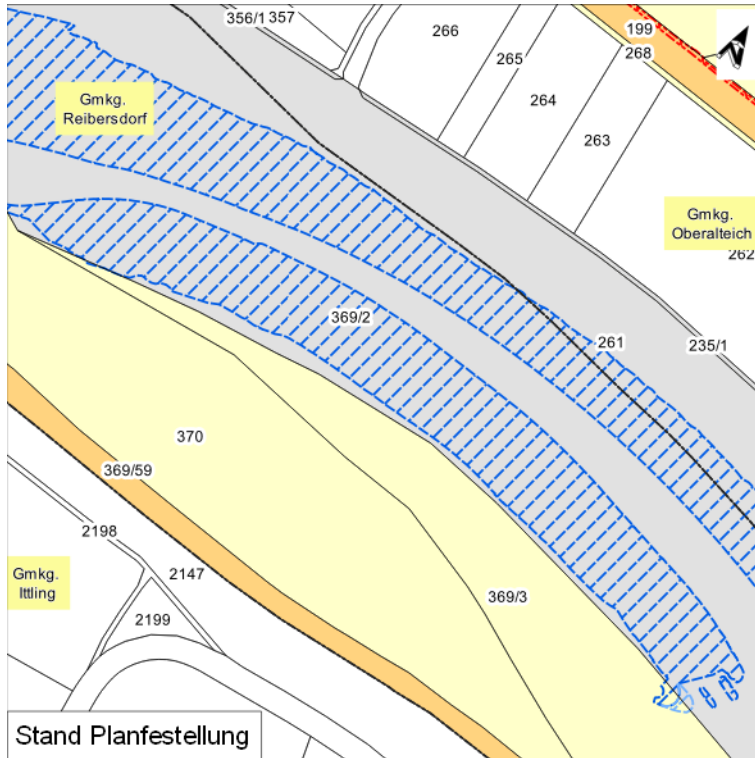 356/1
357
266
199
268
265
264
263
Gmkg.
Reibersdorf
Gmkg.
Oberalteich
262
369/2
261
235/1
370
369/59
2198
2147
Gmkg.
Ittling
2199
369/3
Stand Planfestellung